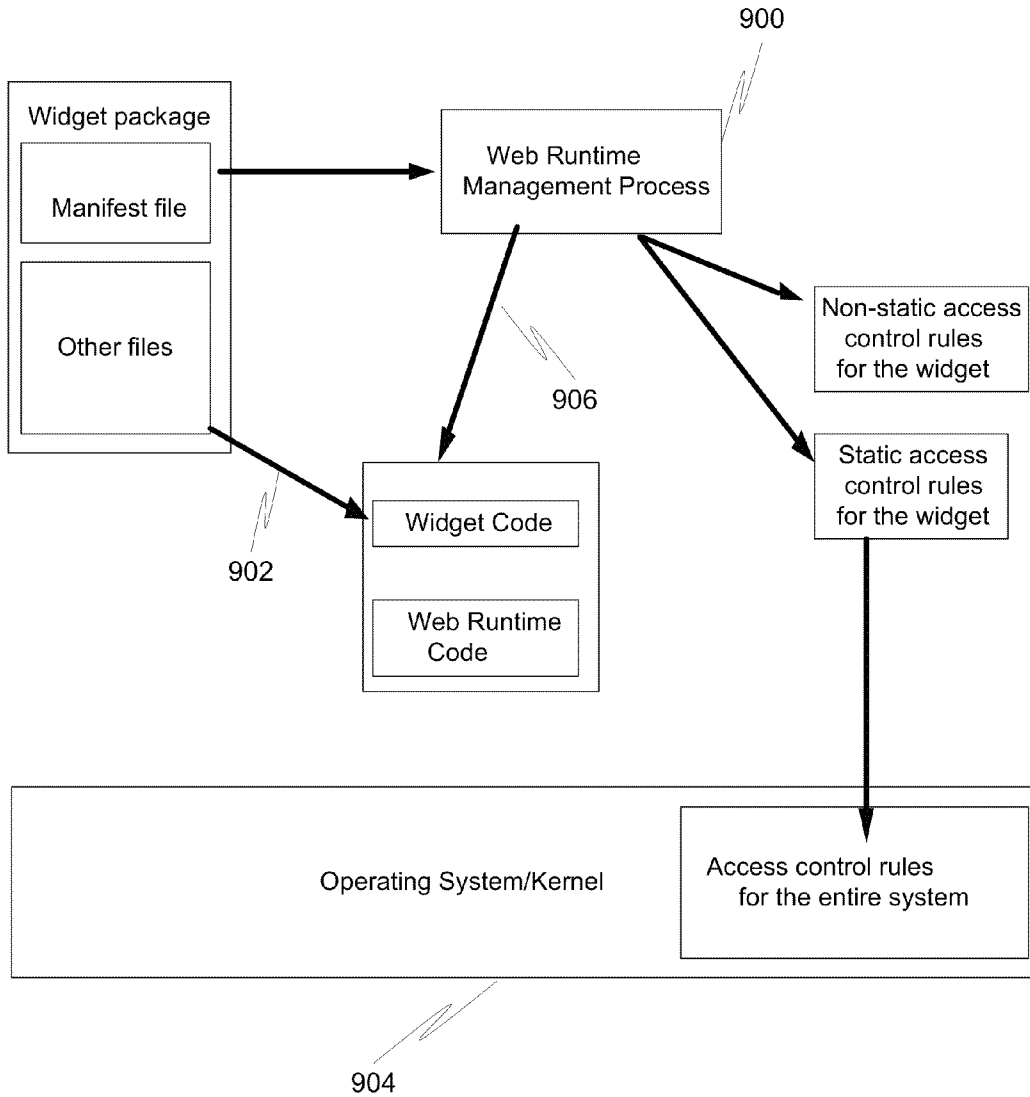 900
Widget package
Manifest file
Other files
Web Runtime
Management Process
Non-static access
control rules
for the widget
906
Static access
control rules
for the widget
902
Widget Code
Web Runtime
Code
Operating System/Kernel
Access control rules
for the entire system
904